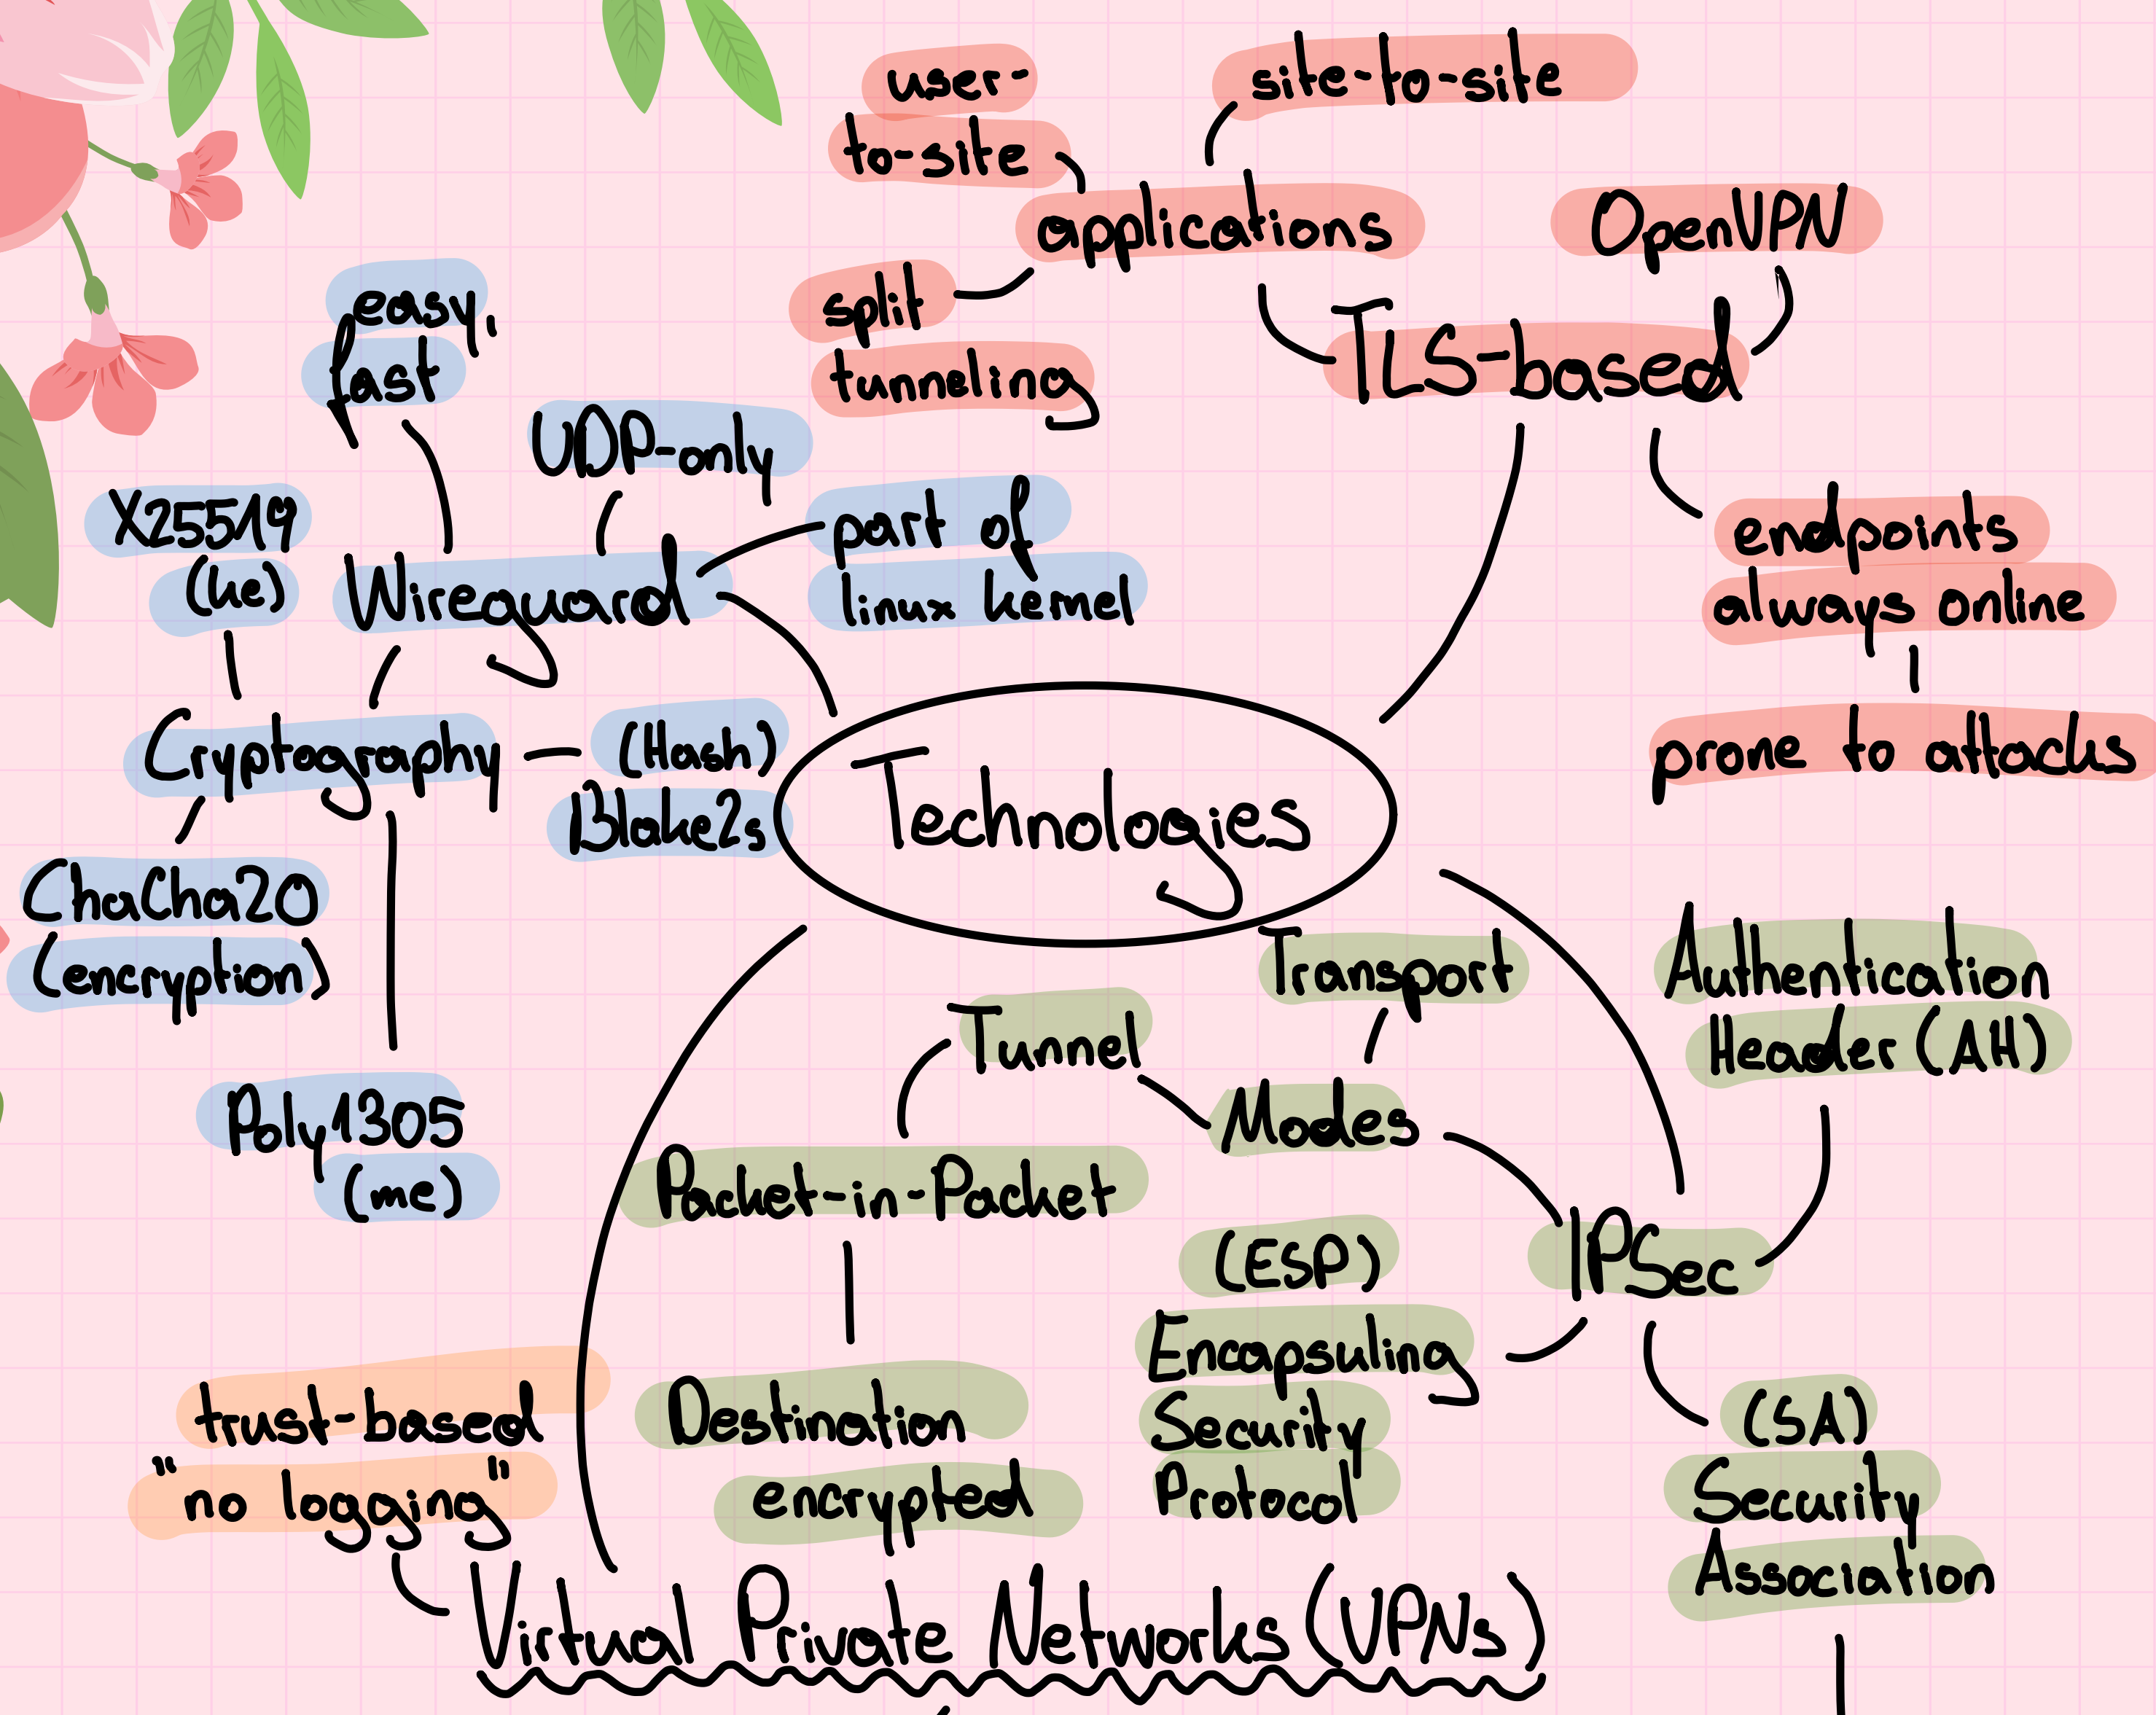 user-
to-site
site-to-site
applications
OpenVPN
split
tunneling
TLS-based
easy,
fast
UDP-only
X25519
(ke)
Wireguard
part of
linux kernel
endpoints
always online
prone to attacks
Cryptography
(Hash)
Blake2s
Technologies
ChaCha20
(encryption)
Poly1305
(me)
Transport
Tunnel
Modes
Authentication
Header (AH)
Packet-in-Packet
IPSec
(ESP)
Encapsuling
Security
Protocol
Destination
encrypted
(SA)
Security
Association
trust-based
"no logging"
Virtual Private Networks (VPNs)